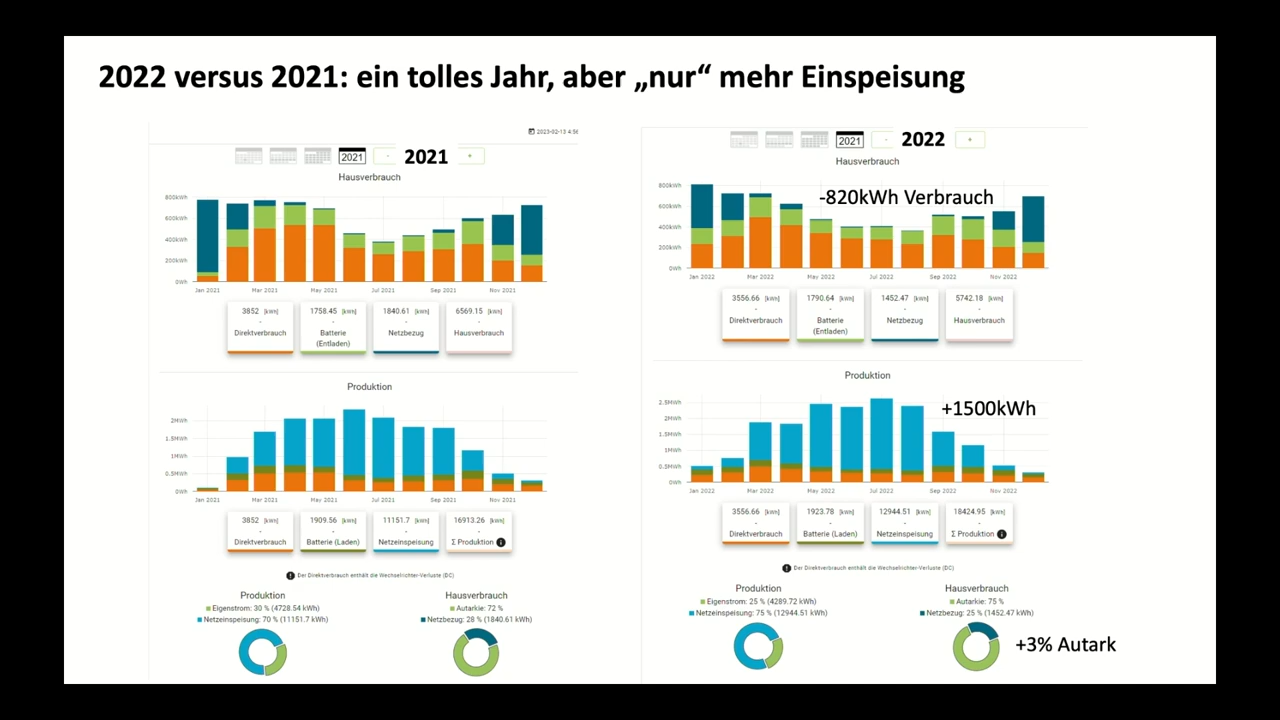 2022 versus 2021: ein tolles Jahr, aber „nur“ mehr Einspeisung
2023-02-13 4:56
2021
-
2021
+
Hausverbrauch
800kWh
600kWh
400kWh
200kWh
0Wh
Jan 2021
Mar 2021
May 2021
Jul 2021
Sep 2021
Nov 2021
3852 [kWh]
-
Direktverbrauch
1758.45 [kWh]
-
Batterie
(Entladen)
1840.61 [kWh]
-
Netzbezug
6569.15 [kWh]
-
Hausverbrauch
Produktion
2MWh
1.5MWh
1MWh
0.5MWh
0Wh
Jan 2021
Mar 2021
May 2021
Jul 2021
Sep 2021
Nov 2021
3852 [kWh]
-
Direktverbrauch
1909.56 [kWh]
-
Batterie (Laden)
11151.7 [kWh]
-
Netzeinspeisung
16913.26 [kWh]
-
Σ Produktion
Der Direktverbrauch enthält die Wechselrichter-Verluste (DC)
Produktion
Eigenstrom: 30 % (4728.54 kWh)
Netzeinspeisung: 70 % (11151.7 kWh)
Hausverbrauch
Autarkie: 72 %
Netzbezug: 28 % (1840.61 kWh)
2021
-
2022
+
Hausverbrauch
-820kWh Verbrauch
800kWh
600kWh
400kWh
200kWh
0Wh
Jan 2022
Mar 2022
May 2022
Jul 2022
Sep 2022
Nov 2022
3556.66 [kWh]
-
Direktverbrauch
1790.64 [kWh]
-
Batterie
(Entladen)
1452.47 [kWh]
-
Netzbezug
5742.18 [kWh]
-
Hausverbrauch
Produktion
+1500kWh
2.5MWh
2MWh
1.5MWh
1MWh
0.5MWh
0Wh
Jan 2022
Mar 2022
May 2022
Jul 2022
Sep 2022
Nov 2022
3556.66 [kWh]
-
Direktverbrauch
1923.78 [kWh]
-
Batterie (Laden)
12944.51 [kWh]
-
Netzeinspeisung
18424.95 [kWh]
-
Σ Produktion
Der Direktverbrauch enthält die Wechselrichter-Verluste (DC)
Produktion
Eigenstrom: 25 % (4289.72 kWh)
Netzeinspeisung: 75 % (12944.51 kWh)
Hausverbrauch
Autarkie: 75 %
Netzbezug: 25 % (1452.47 kWh)
+3% Autark